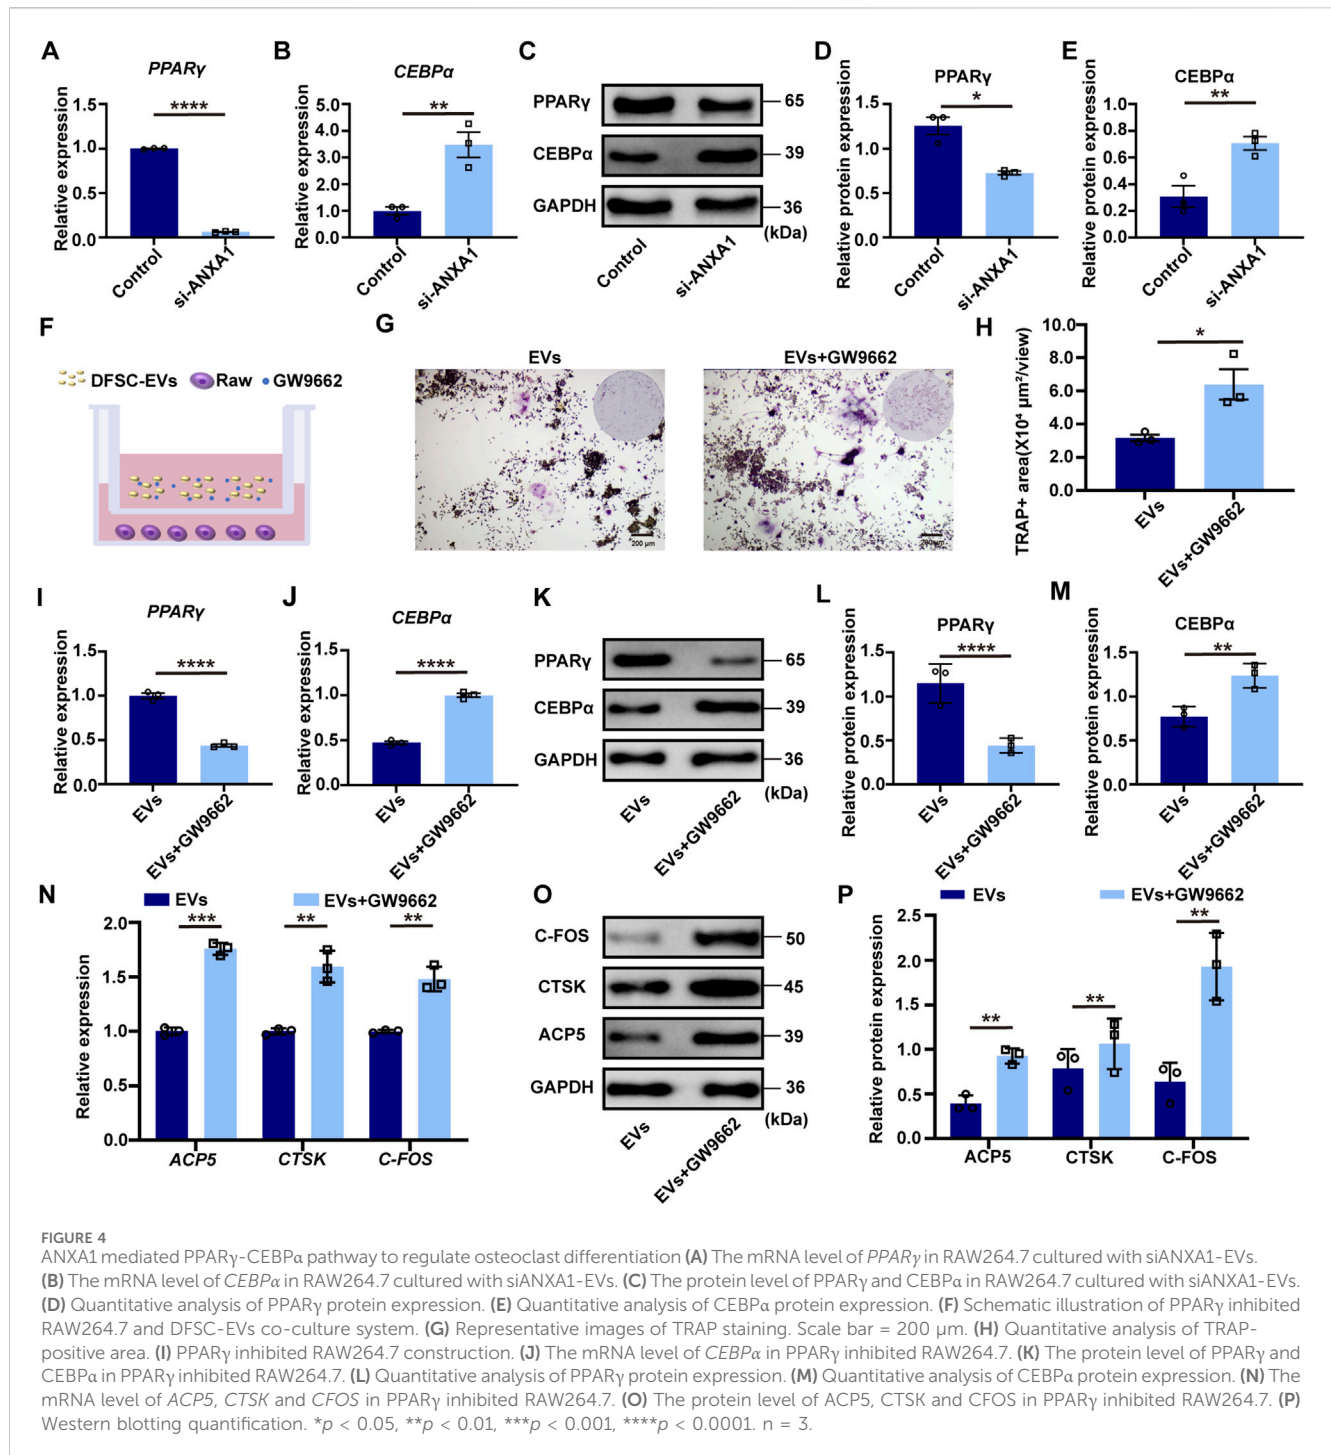 A
PPARγ
Relative expression
****
1.5
1.0
0.5
0.0
Control
si-ANXA1
B
CEBPα
Relative expression
**
5.0
4.0
3.0
2.0
1.0
0.0
Control
si-ANXA1
C
PPARγ
65
CEBPα
39
GAPDH
36
(kDa)
Control
si-ANXA1
D
PPARγ
Relative protein expression
*
1.5
1.0
0.5
0.0
Control
si-ANXA1
E
CEBPα
Relative protein expression
**
1.0
0.8
0.6
0.4
0.2
0.0
Control
si-ANXA1
F
DFSC-EVs Raw GW9662
G
EVs
EVs+GW9662
200 μm
H
TRAP+ area(X10⁴ μm²/view)
*
10.0
8.0
6.0
4.0
2.0
0.0
EVs
EVs+GW9662
I
PPARγ
Relative expression
****
1.5
1.0
0.5
0.0
EVs
EVs+GW9662
J
CEBPα
Relative expression
****
1.5
1.0
0.5
0.0
EVs
EVs+GW9662
K
PPARγ
65
CEBPα
39
GAPDH
36
(kDa)
EVs
EVs+GW9662
L
PPARγ
Relative protein expression
****
1.5
1.0
0.5
0.0
EVs
EVs+GW9662
M
CEBPα
Relative protein expression
**
2.0
1.5
1.0
0.5
0.0
EVs
EVs+GW9662
N
EVs EVs+GW9662
Relative expression
*** ** **
2.0
1.5
1.0
0.5
0.0
ACP5 CTSK C-FOS
O
C-FOS
50
CTSK
45
ACP5
39
GAPDH
36
(kDa)
EVs
EVs+GW9662
P
EVs EVs+GW9662
Relative protein expression
** ** **
2.5
2.0
1.5
1.0
0.5
0.0
ACP5 CTSK C-FOS
FIGURE 4
ANXA1 mediated PPARγ-CEBPα pathway to regulate osteoclast differentiation (A) The mRNA level of PPARγ in RAW264.7 cultured with siANXA1-EVs.
(B) The mRNA level of CEBPα in RAW264.7 cultured with siANXA1-EVs. (C) The protein level of PPARγ and CEBPα in RAW264.7 cultured with siANXA1-EVs.
(D) Quantitative analysis of PPARγ protein expression. (E) Quantitative analysis of CEBPα protein expression. (F) Schematic illustration of PPARγ inhibited
RAW264.7 and DFSC-EVs co-culture system. (G) Representative images of TRAP staining. Scale bar = 200 μm. (H) Quantitative analysis of TRAP-
positive area. (I) PPARγ inhibited RAW264.7 construction. (J) The mRNA level of CEBPα in PPARγ inhibited RAW264.7. (K) The protein level of PPARγ and
CEBPα in PPARγ inhibited RAW264.7. (L) Quantitative analysis of PPARγ protein expression. (M) Quantitative analysis of CEBPα protein expression. (N) The
mRNA level of ACP5, CTSK and CFOS in PPARγ inhibited RAW264.7. (O) The protein level of ACP5, CTSK and CFOS in PPARγ inhibited RAW264.7. (P)
Western blotting quantification. *p < 0.05, **p < 0.01, ***p < 0.001, ****p < 0.0001. n = 3.